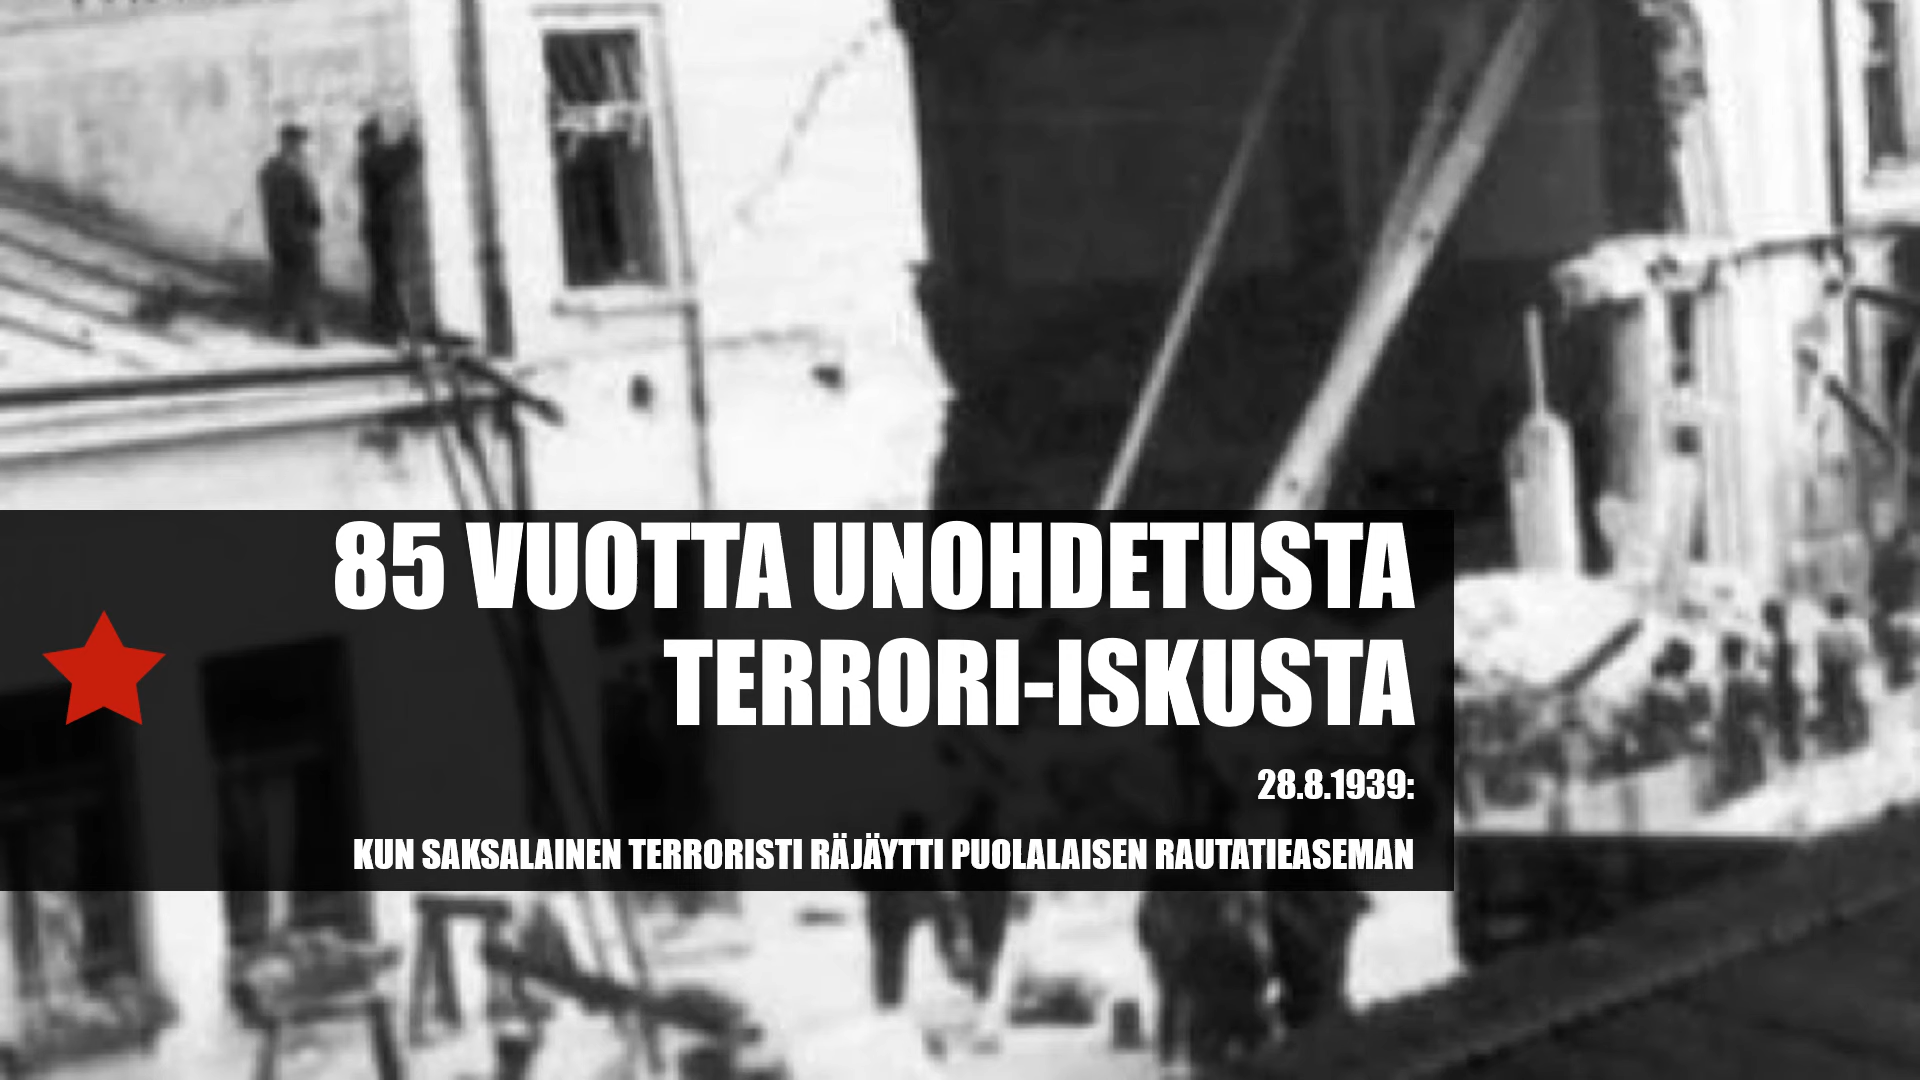 85 VUOTTA UNOHDETUSTA
TERRORI-ISKUSTA
28.8.1939:
KUN SAKSALAINEN TERRORISTI RÄJÄYTTI PUOLALAISEN RAUTATIEASEMAN